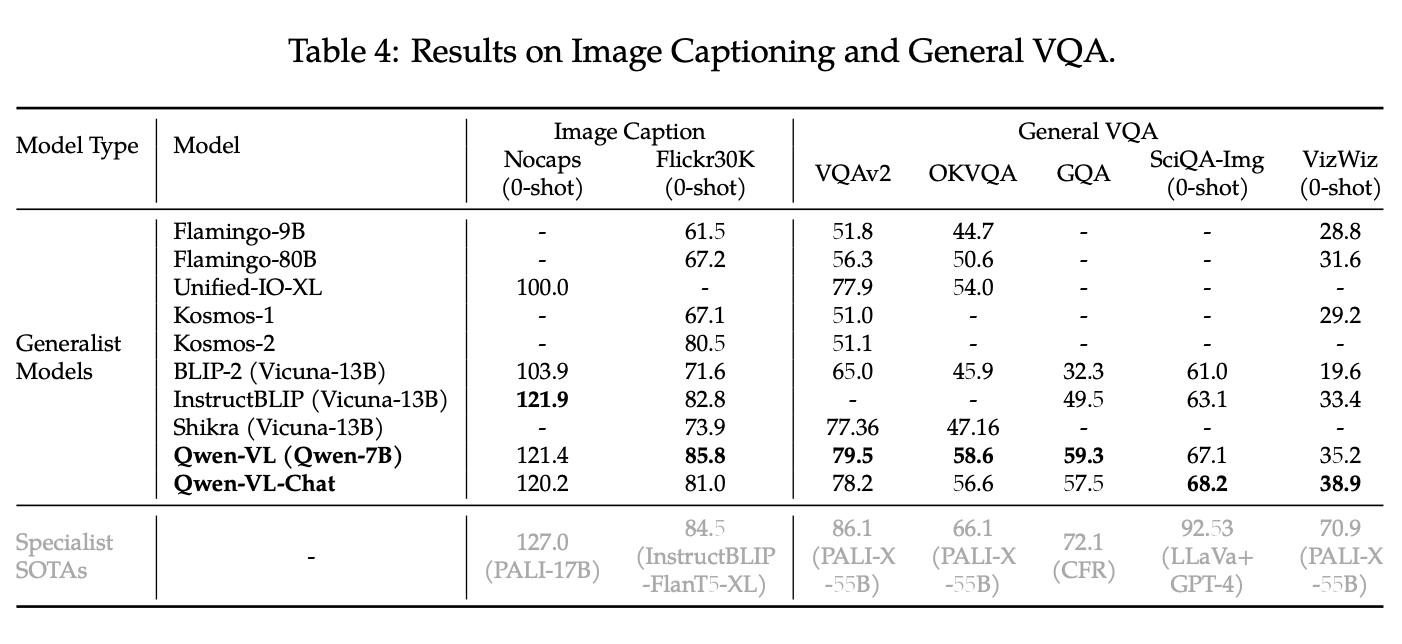 Table 4: Results on Image Captioning and General VQA.
Model Type Model Image Caption General VQA
Nocaps (0-shot) Flickr30K (0-shot) VQAv2 OKVQA GQA SciQA-Img (0-shot) VizWiz (0-shot)
Generalist Models
Flamingo-9B - 61.5 51.8 44.7 - - 28.8
Flamingo-80B - 67.2 56.3 50.6 - - 31.6
Unified-IO-XL 100.0 - 77.9 54.0 - - -
Kosmos-1 - 67.1 51.0 - - - 29.2
Kosmos-2 - 80.5 51.1 - - - -
BLIP-2 (Vicuna-13B) 103.9 71.6 65.0 45.9 32.3 61.0 19.6
InstructBLIP (Vicuna-13B) 121.9 82.8 - - 49.5 63.1 33.4
Shikra (Vicuna-13B) - 73.9 77.36 47.16 - - -
Qwen-VL (Qwen-7B) 121.4 85.8 79.5 58.6 59.3 67.1 35.2
Qwen-VL-Chat 120.2 81.0 78.2 56.6 57.5 68.2 38.9
Specialist SOTAs - 127.0 (PALI-17B) 84.5 (InstructBLIP -FlanT5-XL) 86.1 (PALI-X -55B) 66.1 (PALI-X -55B) 72.1 (CFR) 92.53 (LLaVa+ GPT-4) 70.9 (PALI-X -55B)